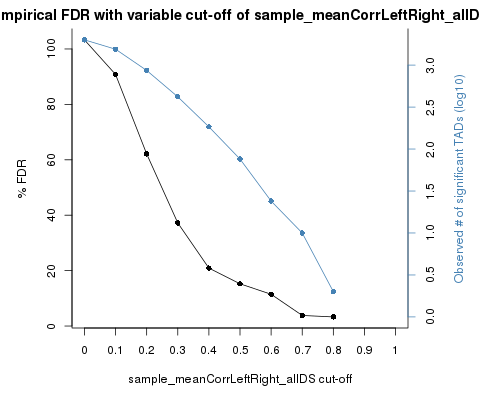 mpirical FDR with variable cut-off of sample_meanCorrLeftRight_allD
% FDR
0
20
40
60
80
100
0 0.1 0.2 0.3 0.4 0.5 0.6 0.7 0.8 0.9 1
sample_meanCorrLeftRight_allDS cut-off
0.0
0.5
1.0
1.5
2.0
2.5
3.0
Observed # of significant TADs (log10)